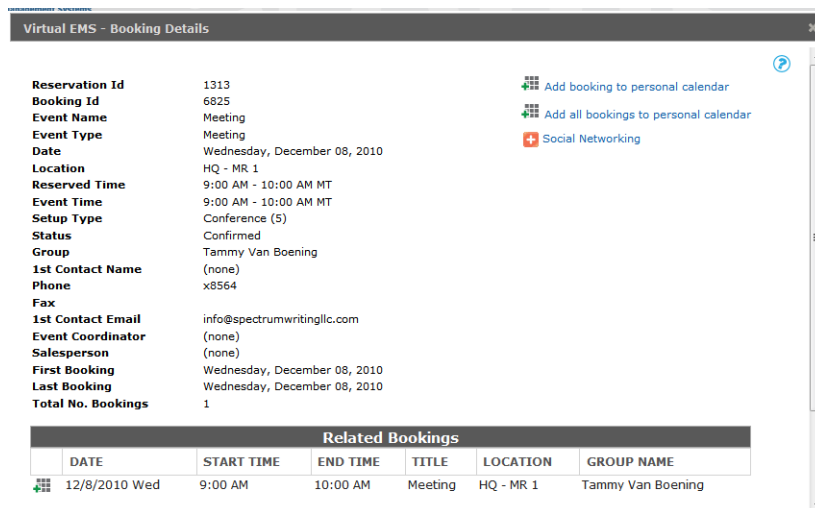 Virtual EMS - Booking Details
Reservation Id 1313
Booking Id 6825
Event Name Meeting
Event Type Meeting
Date Wednesday, December 08, 2010
Location HQ - MR 1
Reserved Time 9:00 AM - 10:00 AM MT
Event Time 9:00 AM - 10:00 AM MT
Setup Type Conference (5)
Status Confirmed
Group Tammy Van Boening
1st Contact Name (none)
Phone x8564
Fax
1st Contact Email info@spectrumwritingllc.com
Event Coordinator (none)
Salesperson (none)
First Booking Wednesday, December 08, 2010
Last Booking Wednesday, December 08, 2010
Total No. Bookings 1
?
Add booking to personal calendar
Add all bookings to personal calendar
Social Networking
Related Bookings
DATE START TIME END TIME TITLE LOCATION GROUP NAME
12/8/2010 Wed 9:00 AM 10:00 AM Meeting HQ - MR 1 Tammy Van Boening